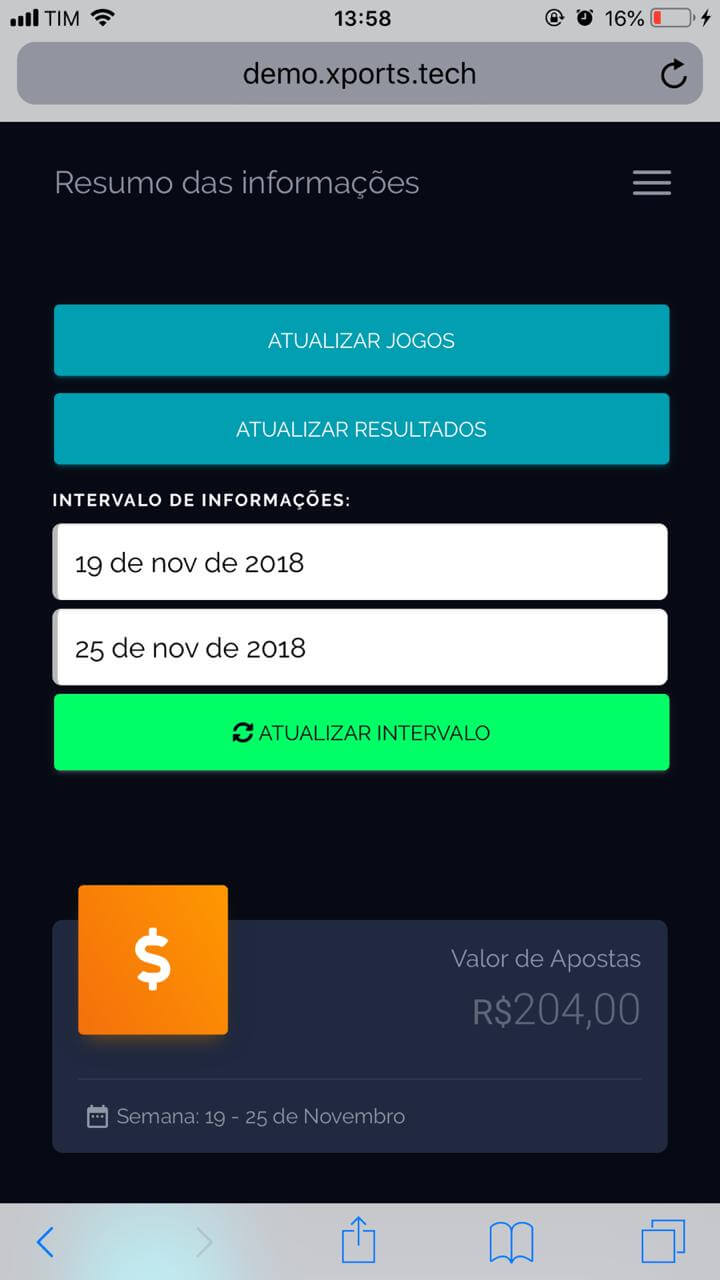 TIM 13:58 16%
demo.xports.tech
Resumo das informações
ATUALIZAR JOGOS
ATUALIZAR RESULTADOS
INTERVALO DE INFORMAÇÕES:
19 de nov de 2018
25 de nov de 2018
ATUALIZAR INTERVALO
$
Valor de Apostas
R$204,00
Semana: 19 - 25 de Novembro